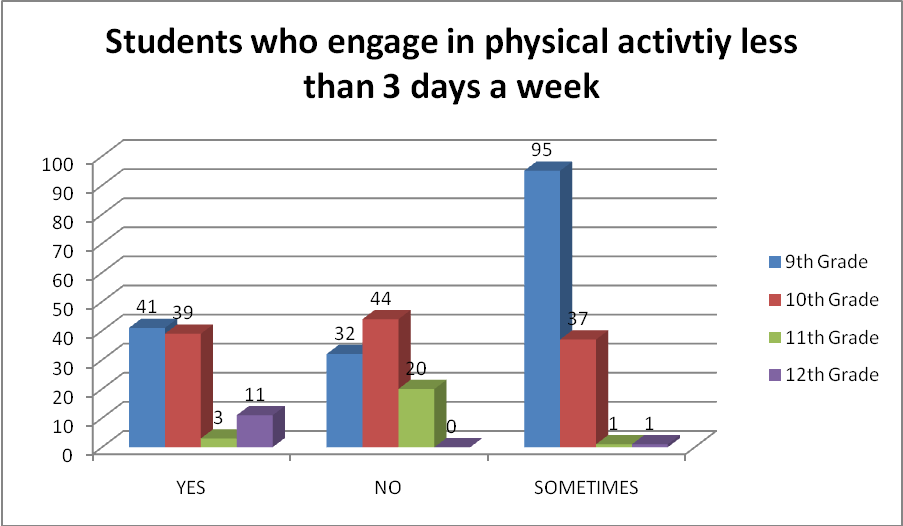 Students who engage in physical activtiy less
than 3 days a week
100
90
80
70
60
50
40
30
20
10
0
41
39
3
11
32
44
20
0
95
37
1
1
YES
NO
SOMETIMES
9th Grade
10th Grade
11th Grade
12th Grade